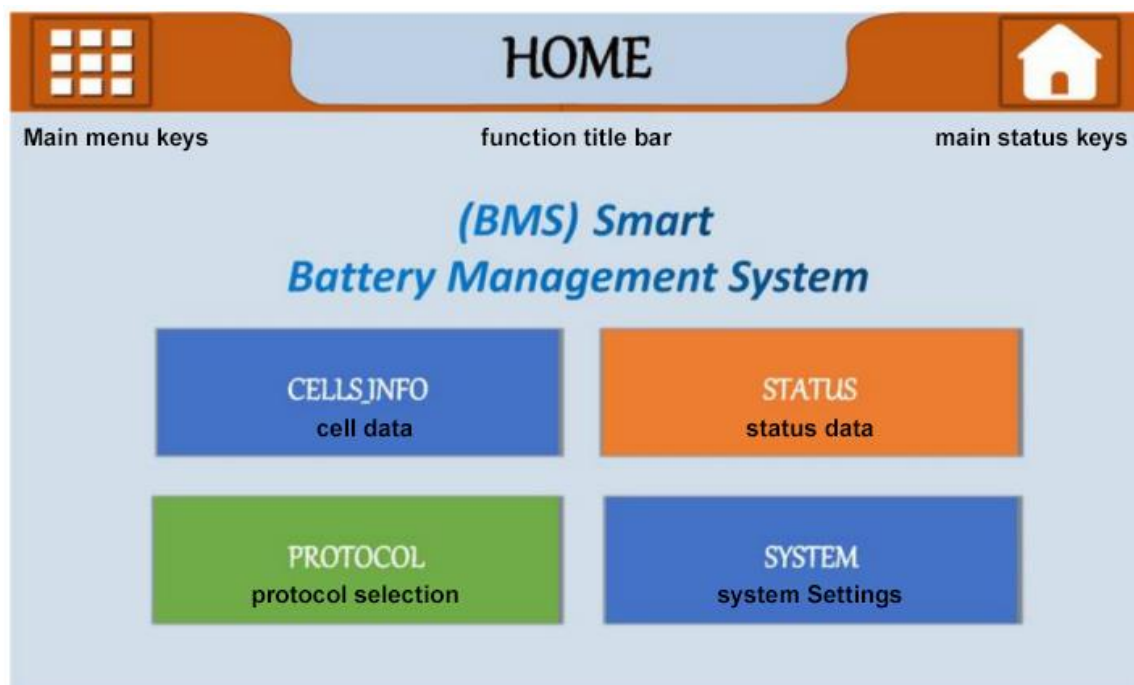 HOME
Main menu keys
function title bar
main status keys
(BMS) Smart
Battery Management System
CELLS_INFO
cell data
STATUS
status data
PROTOCOL
protocol selection
SYSTEM
system Settings